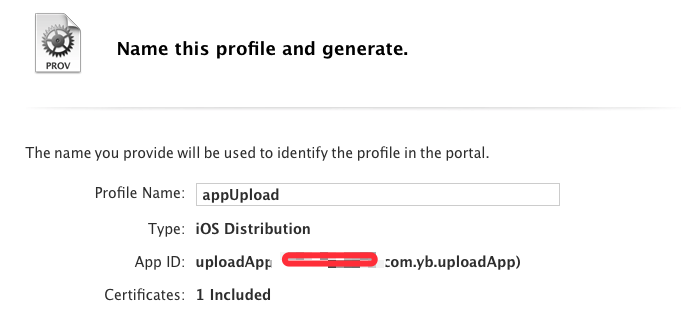 PROV
Name this profile and generate.
The name you provide will be used to identify the profile in the portal.
Profile Name: appUpload
Type: iOS Distribution
App ID: uploadApp com.yb.uploadApp)
Certificates: 1 Included